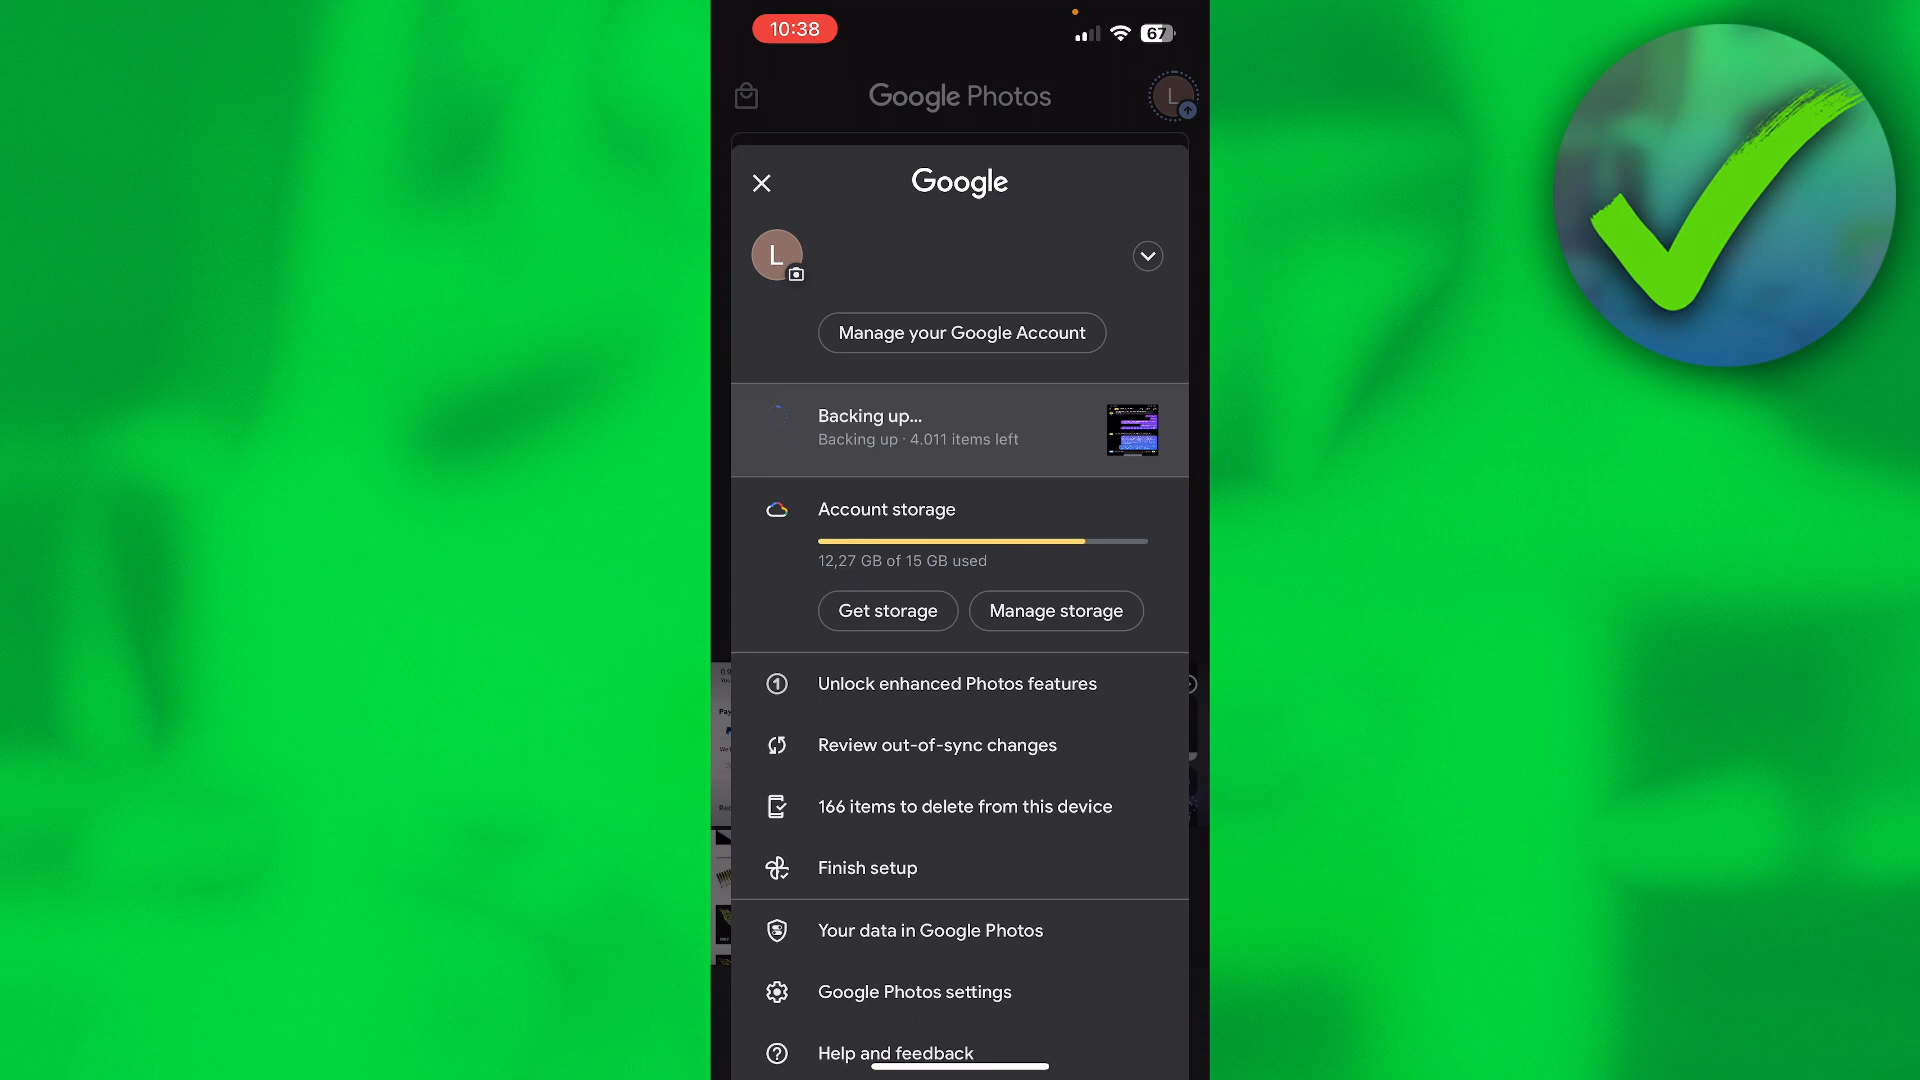 10:38
67
Google Photos
L
Google
L
Manage your Google Account
Backing up...
Backing up · 4.011 items left
Account storage
12,27 GB of 15 GB used
Get storage
Manage storage
Unlock enhanced Photos features
Review out-of-sync changes
166 items to delete from this device
Finish setup
Your data in Google Photos
Google Photos settings
Help and feedback